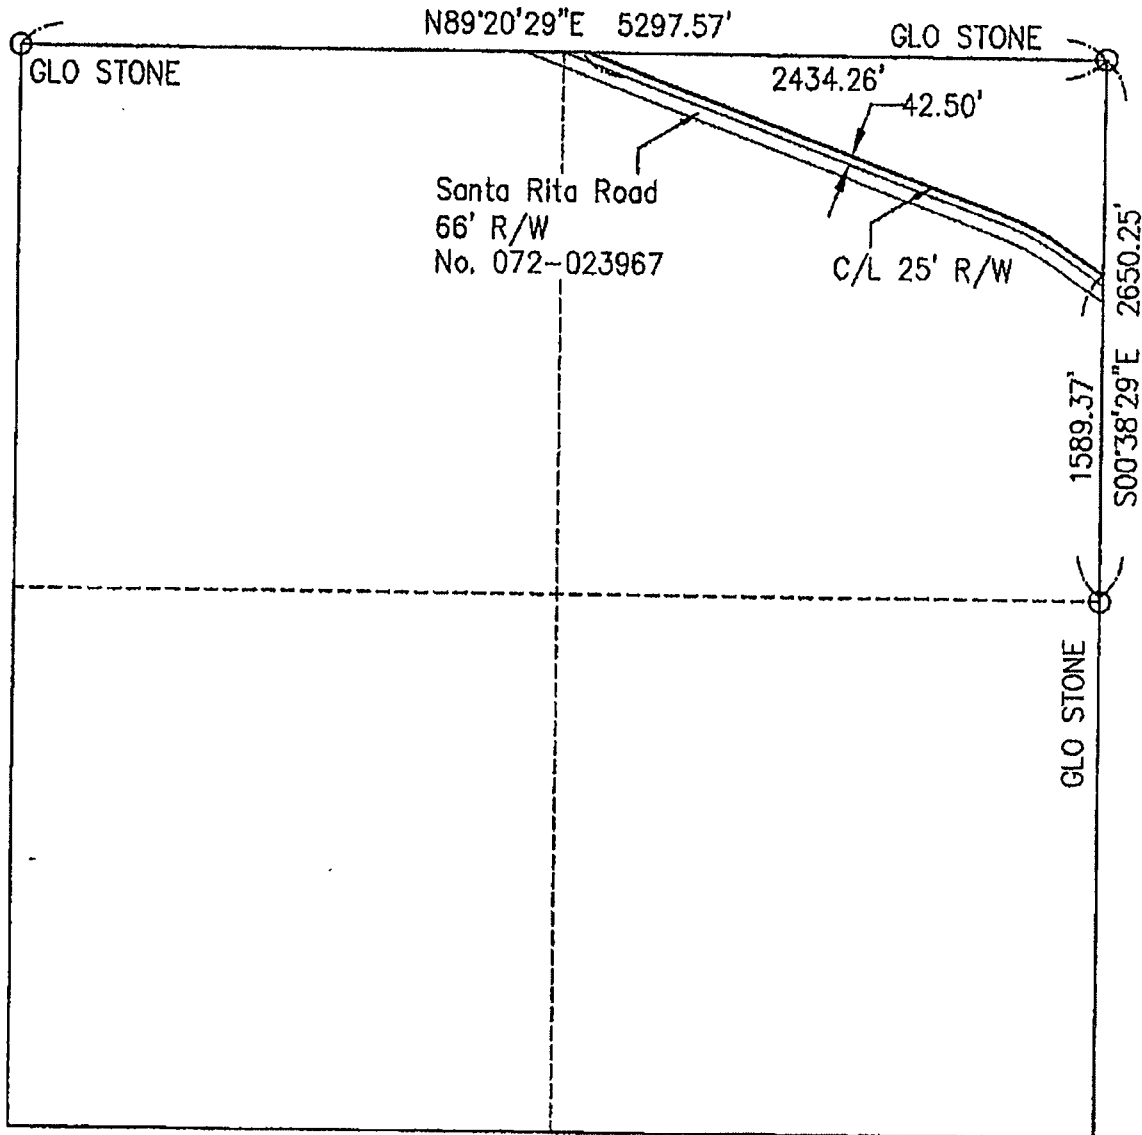 N89°20'29"E 5297.57'
GLO STONE
GLO STONE
2434.26'
42.50'
Santa Rita Road
66' R/W
No. 072-023967
C/L 25' R/W
1589.37'
S00°38'29"E 2650.25'
GLO STONE